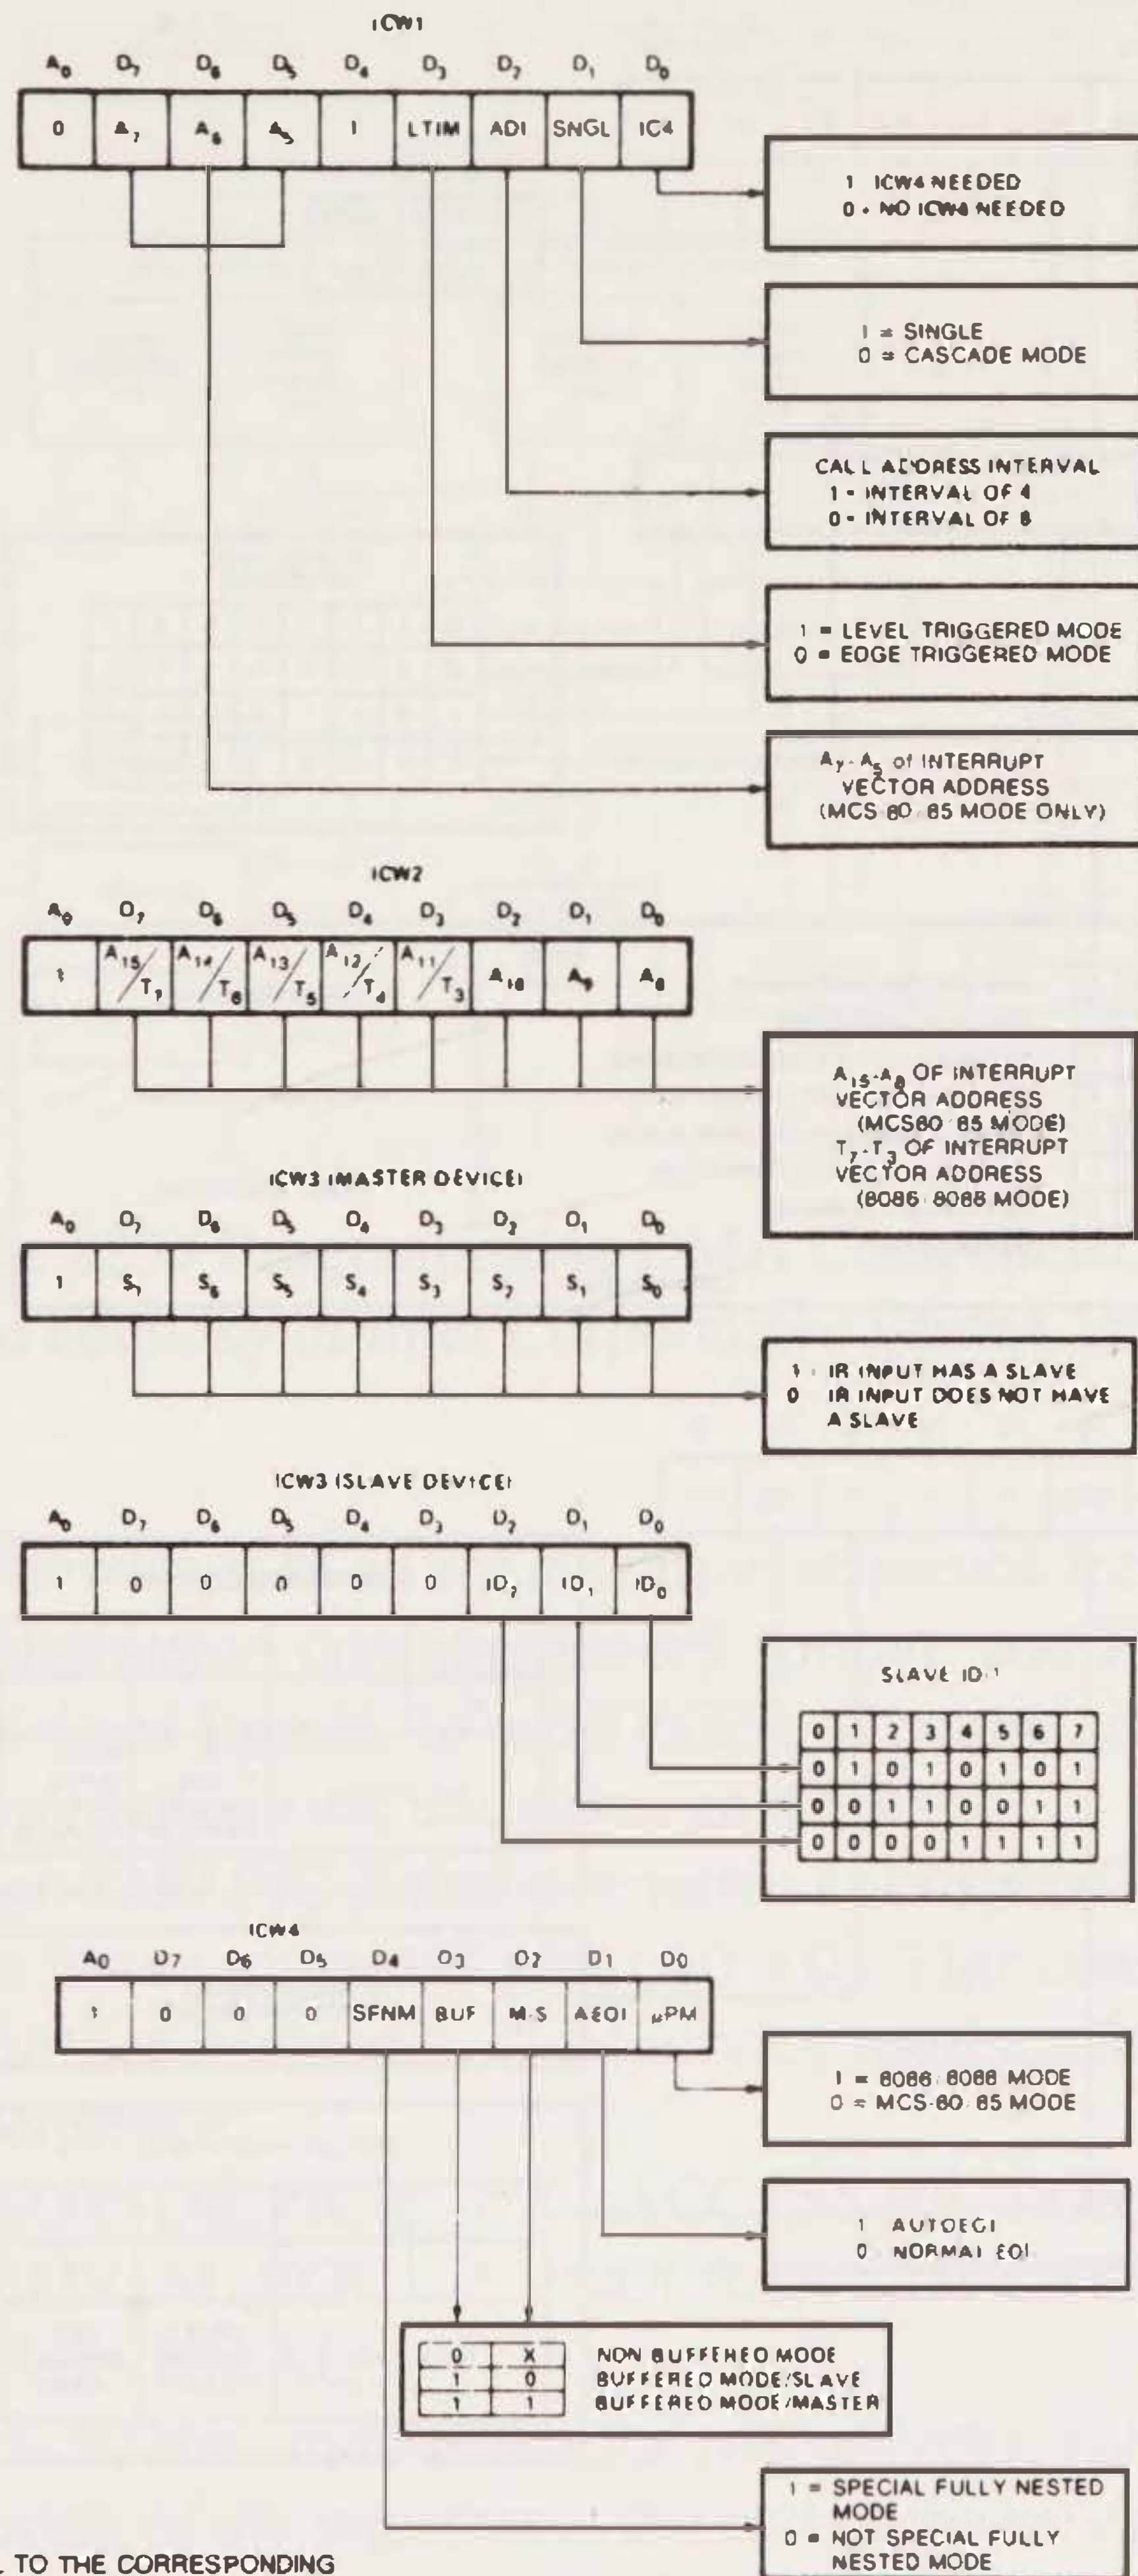 ICW1
A0 D7 D6 D5 D4 D3 D2 D1 D0
0 A7 A6 A5 1 LTIM ADI SNGL IC4
1 ICW4 NEEDED
0 - NO ICW4 NEEDED
1 = SINGLE
0 = CASCADE MODE
CALL ADDRESS INTERVAL
1 - INTERVAL OF 4
0 - INTERVAL OF 8
1 = LEVEL TRIGGERED MODE
0 = EDGE TRIGGERED MODE
A7-A5 of INTERRUPT
VECTOR ADDRESS
(MCS 80 85 MODE ONLY)
ICW2
A0 D7 D6 D5 D4 D3 D2 D1 D0
1 A15/T7 A14/T6 A13/T5 A12/T4 A11/T3 A10 A9 A8
A15-A8 OF INTERRUPT
VECTOR ADDRESS
(MCS80 85 MODE)
T7-T3 OF INTERRUPT
VECTOR ADDRESS
(8086 8088 MODE)
ICW3 (MASTER DEVICE)
A0 D7 D6 D5 D4 D3 D2 D1 D0
1 S7 S6 S5 S4 S3 S2 S1 S0
1 IR INPUT HAS A SLAVE
0 IR INPUT DOES NOT HAVE
A SLAVE
ICW3 (SLAVE DEVICE)
A0 D7 D6 D5 D4 D3 D2 D1 D0
1 0 0 0 0 0 ID2 ID1 ID0
SLAVE ID 1
0 1 2 3 4 5 6 7
0 1 0 1 0 1 0 1
0 0 1 1 0 0 1 1
0 0 0 0 1 1 1 1
ICW4
A0 D7 D6 D5 D4 D3 D2 D1 D0
1 0 0 0 SFNM BUF M/S AEOI µPM
1 = 8086 8088 MODE
0 = MCS-80 85 MODE
1 AUTO EOI
0 NORMAL EOI
0 X NON BUFFERED MODE
1 0 BUFFERED MODE/SLAVE
1 1 BUFFERED MODE/MASTER
1 = SPECIAL FULLY NESTED
MODE
0 = NOT SPECIAL FULLY
NESTED MODE
TO THE CORRESPONDING